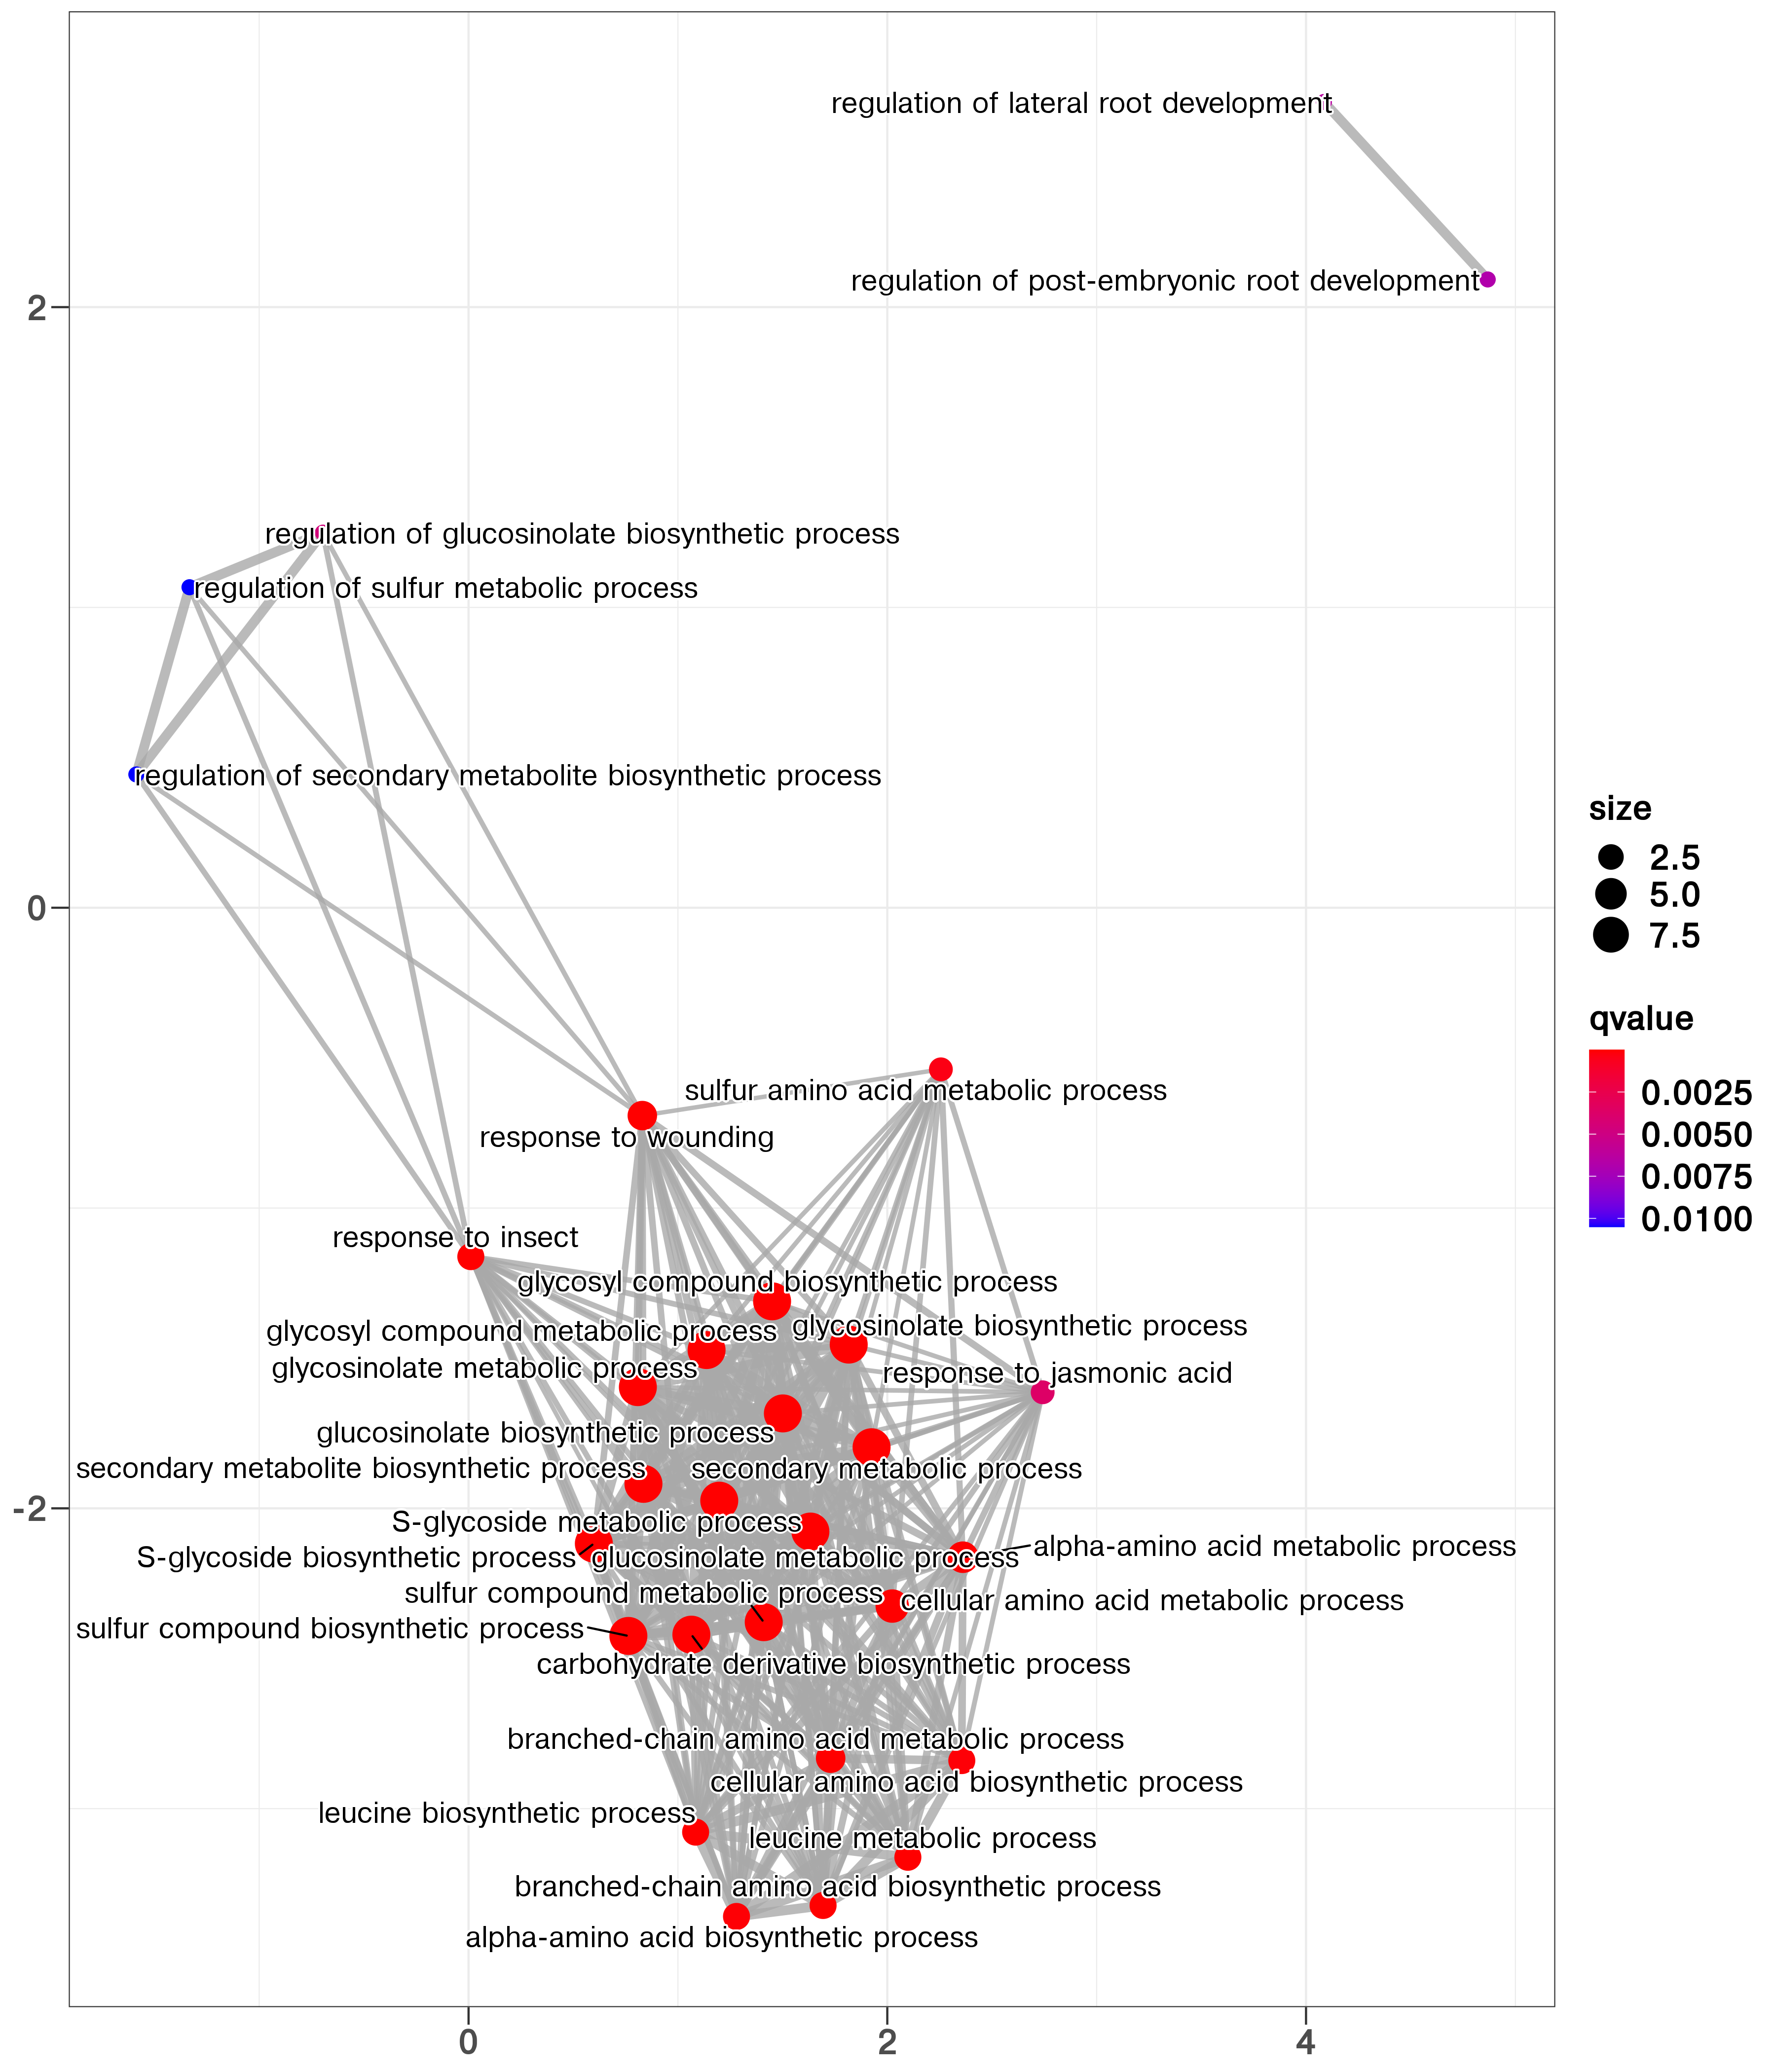 regulation of lateral root development
regulation of post-embryonic root development
2
regulation of glucosinolate biosynthetic process
regulation of sulfur metabolic process
regulation of secondary metabolite biosynthetic process
size
2.5
0
5.0
7.5
qvalue
0.0025
0.0050
0.0075
0.0100
sulfur amino acid metabolic process
response to wounding
response to insect
glycosyl compound biosynthetic process
glycosyl compound metabolic process
glycosinolate biosynthetic process
glycosinolate metabolic process
response to jasmonic acid
glucosinolate biosynthetic process
secondary metabolite biosynthetic process
secondary metabolic process
-2
S-glycoside metabolic process
alpha-amino acid metabolic process
S-glycoside biosynthetic process
glucosinolate metabolic process
sulfur compound metabolic process
cellular amino acid metabolic process
sulfur compound biosynthetic process
carbohydrate derivative biosynthetic process
branched-chain amino acid metabolic process
cellular amino acid biosynthetic process
leucine biosynthetic process
leucine metabolic process
branched-chain amino acid biosynthetic process
alpha-amino acid biosynthetic process
0
2
4